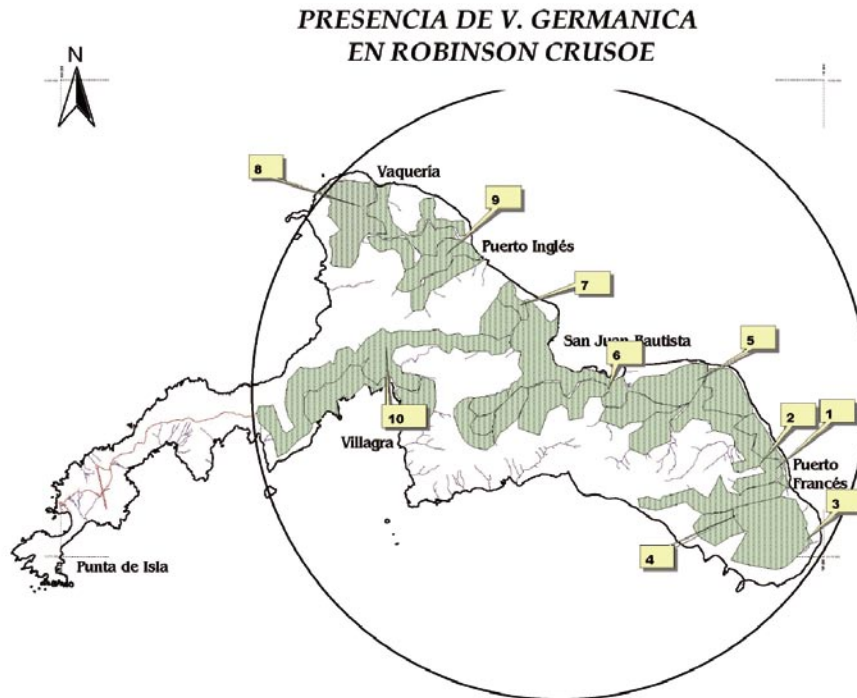 PRESENCIA DE V. GERMANICA
EN ROBINSON CRUSOE
N
8
Vaquería
9
Puerto Inglés
7
San Juan Bautista
5
6
10
Villagra
2
1
Puerto
Francés
3
4
Punta de Isla